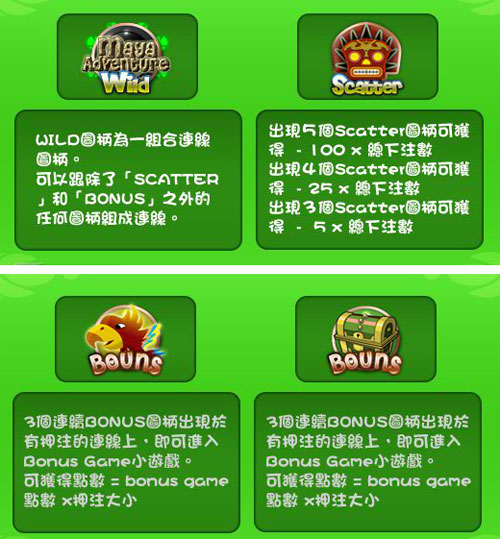 Maya
Adventure
Wild
Scatter
WILD圖柄為一組合連線
圖柄。
可以跟除了「SCATTER
」和「BONUS」之外的
任何圖柄組成連線。
出現5個Scatter圖柄可獲
得 - 100 x 總下注數
出現4個Scatter圖柄可獲
得 - 25 x 總下注數
出現3個Scatter圖柄可獲
得 - 5 x 總下注數
BOUNS
BOUNS
3個連續BONUS圖柄出現於
有押注的連線上，即可進入
Bonus Game小遊戲。
可獲得點數 = bonus game
點數 x押注大小
3個連續BONUS圖柄出現於
有押注的連線上，即可進入
Bonus Game小遊戲。
可獲得點數 = bonus game
點數 x押注大小